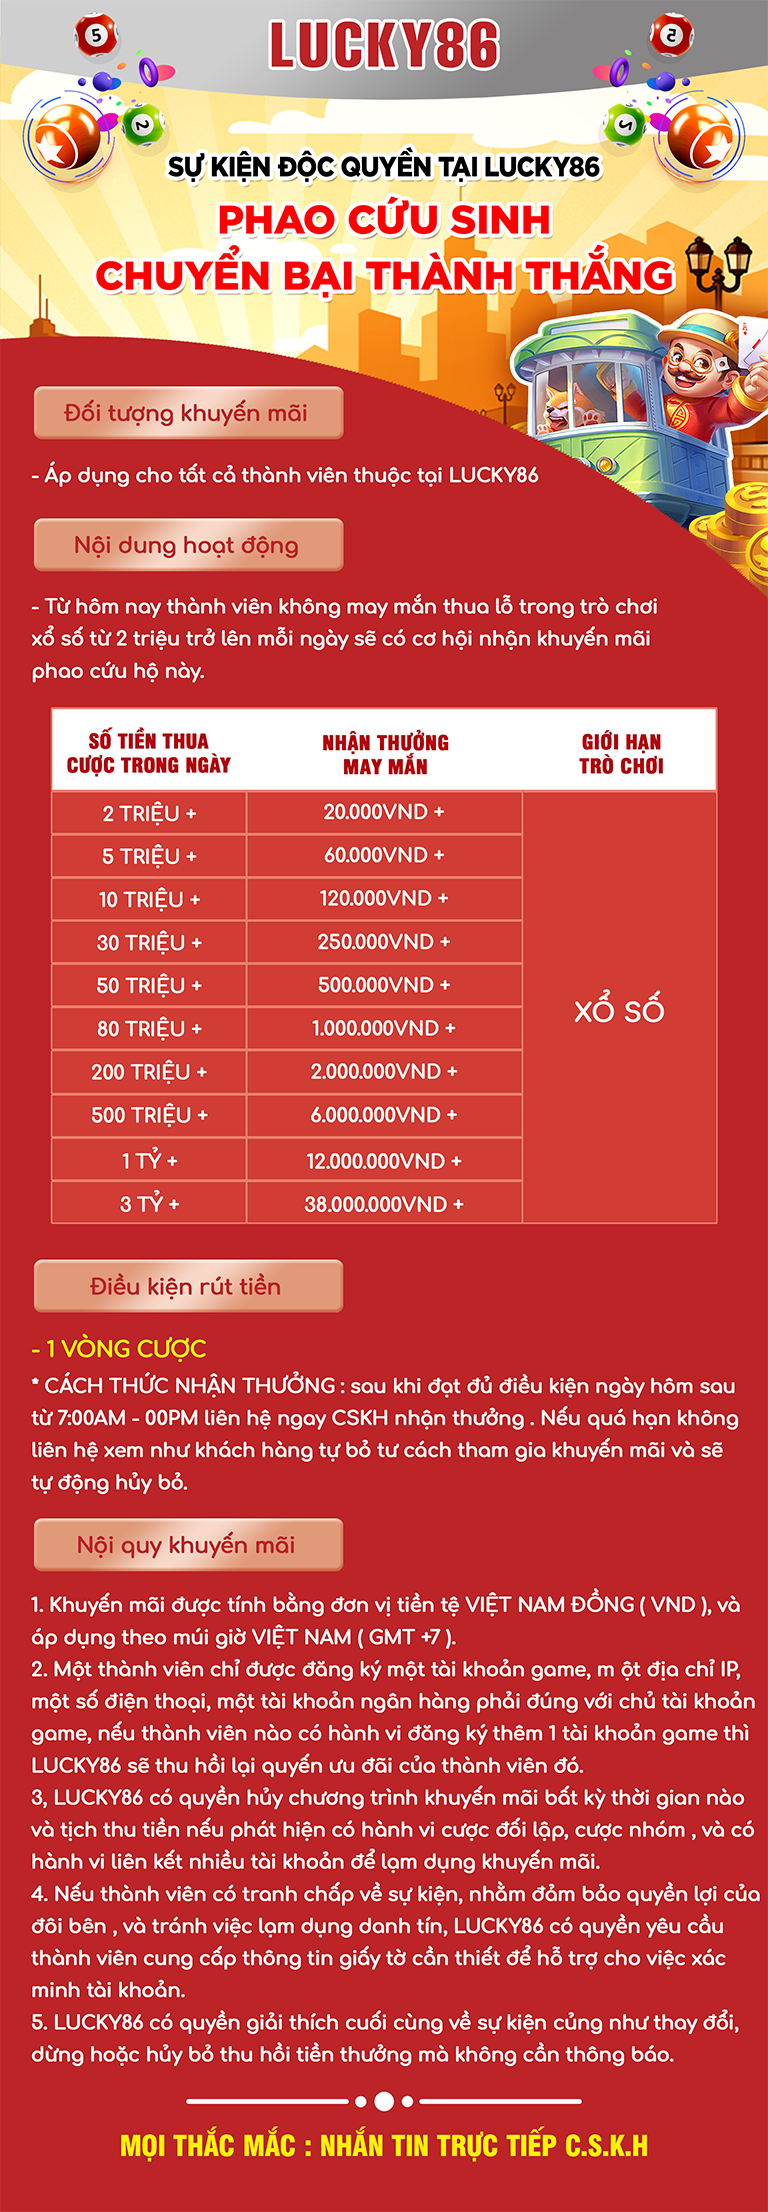 LUCKY86
5
5
2
2
SỰ KIỆN ĐỘC QUYỀN TẠI LUCKY86
PHAO CỨU SINH
CHUYỂN BẠI THÀNH THẮNG
A
Đối tượng khuyến mãi
- Áp dụng cho tất cả thành viên thuộc tại LUCKY86
Nội dung hoạt động
- Từ hôm nay thành viên không may mắn thua lỗ trong trò chơi
xổ số từ 2 triệu trở lên mỗi ngày sẽ có cơ hội nhận khuyến mãi
phao cứu hộ này.
SỐ TIỀN THUA
CƯỢC TRONG NGÀY
NHẬN THƯỞNG
MAY MẮN
GIỚI HẠN
TRÒ CHƠI
2 TRIỆU +
20.000VND +
5 TRIỆU +
60.000VND +
10 TRIỆU +
120.000VND +
30 TRIỆU +
250.000VND +
50 TRIỆU +
500.000VND +
XỔ SỐ
80 TRIỆU +
1.000.000VND +
200 TRIỆU +
2.000.000VND +
500 TRIỆU +
6.000.000VND +
1 TỶ +
12.000.000VND +
3 TỶ +
38.000.000VND +
Điều kiện rút tiền
- 1 VÒNG CƯỢC
* CÁCH THỨC NHẬN THƯỞNG : sau khi đạt đủ điều kiện ngày hôm sau
từ 7:00AM - 00PM liên hệ ngay CSKH nhận thưởng . Nếu quá hạn không
liên hệ xem như khách hàng tự bỏ tư cách tham gia khuyến mãi và sẽ
tự động hủy bỏ.
Nội quy khuyến mãi
1. Khuyến mãi được tính bằng đơn vị tiền tệ VIỆT NAM ĐỒNG ( VND ), và
áp dụng theo múi giờ VIỆT NAM ( GMT +7 ).
2. Một thành viên chỉ được đăng ký một tài khoản game, m ột địa chỉ IP,
một số điện thoại, một tài khoản ngân hàng phải đúng với chủ tài khoản
game, nếu thành viên nào có hành vi đăng ký thêm 1 tài khoản game thì
LUCKY86 sẽ thu hồi lại quyến ưu đãi của thành viên đó.
3, LUCKY86 có quyền hủy chương trình khuyến mãi bất kỳ thời gian nào
và tịch thu tiền nếu phát hiện có hành vi cược đối lập, cược nhóm , và có
hành vi liên kết nhiều tài khoản để lạm dụng khuyến mãi.
4. Nếu thành viên có tranh chấp về sự kiện, nhằm đảm bảo quyền lợi của
đôi bên , và tránh việc lạm dụng danh tín, LUCKY86 có quyền yêu cầu
thành viên cung cấp thông tin giấy tờ cần thiết để hỗ trợ cho việc xác
minh tài khoản.
5. LUCKY86 có quyền giải thích cuối cùng về sự kiện củng như thay đổi,
dừng hoặc hủy bỏ thu hồi tiền thưởng mà không cần thông báo.
MỌI THẮC MẮC : NHẮN TIN TRỰC TIẾP C.S.K.H